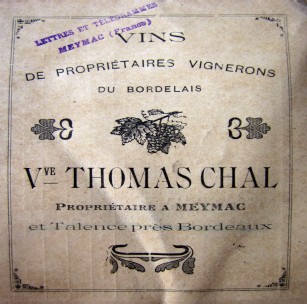 LETTRES ET TÉLÉGRAMMES
MEYMAC (France)
VINS
DE PROPRIÉTAIRES VIGNERONS
DU BORDELAIS
VVE THOMAS CHAL
PROPRIÉTAIRE A MEYMAC
et Talence près Bordeaux